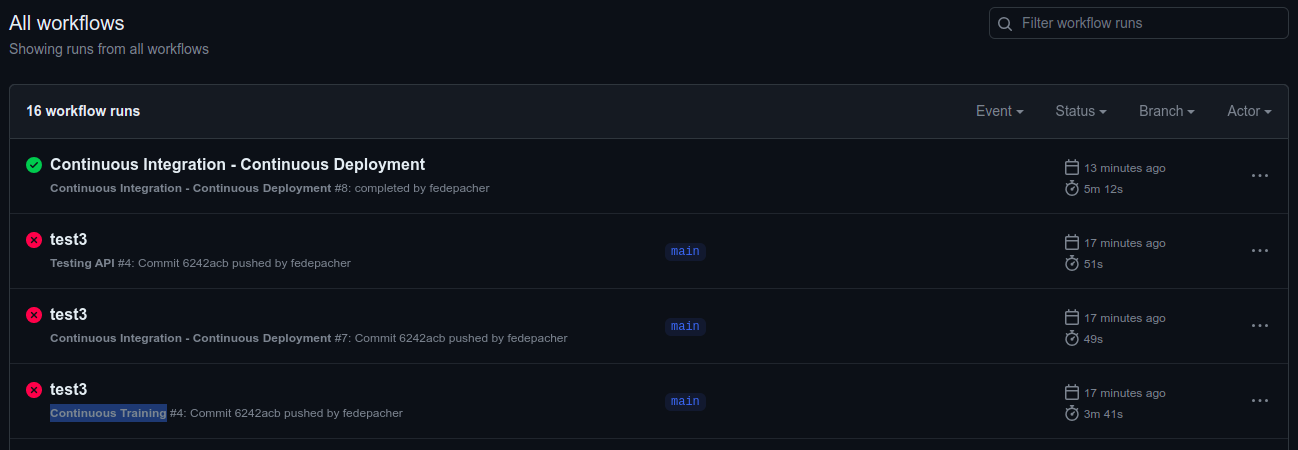 All workflows
Filter workflow runs
Showing runs from all workflows
16 workflow runs
Event
Status
Branch
Actor
Continuous Integration - Continuous Deployment
Continuous Integration - Continuous Deployment #8: completed by fedepacher
13 minutes ago
5m 12s
test3
Testing API #4: Commit 6242acb pushed by fedepacher
main
17 minutes ago
51s
test3
Continuous Integration - Continuous Deployment #7: Commit 6242acb pushed by fedepacher
main
17 minutes ago
49s
test3
Continuous Training #4: Commit 6242acb pushed by fedepacher
main
17 minutes ago
3m 41s